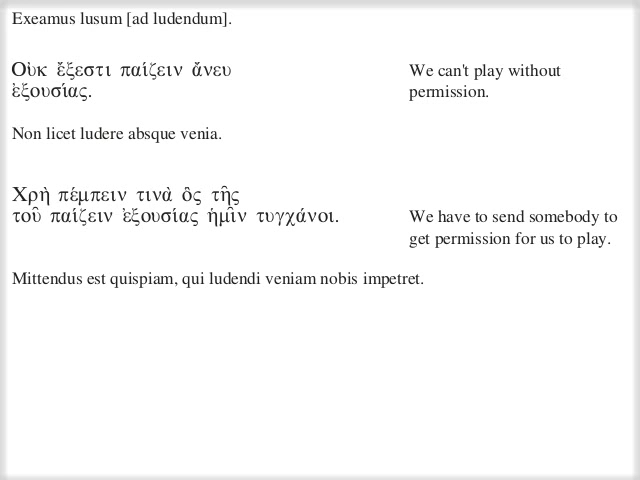 Exeamus lusum [ad ludendum].
Οὐκ ἔξεστι παίζειν ἄνευ
ἐξουσίας.
We can't play without
permission.
Non licet ludere absque venia.
Χρὴ πέμπειν τινὰ ὃς τῆς
τοῦ παίζειν ἐξουσίας ἡμῖν τυγχάνοι.
We have to send somebody to
get permission for us to play.
Mittendus est quispiam, qui ludendi veniam nobis impetret.